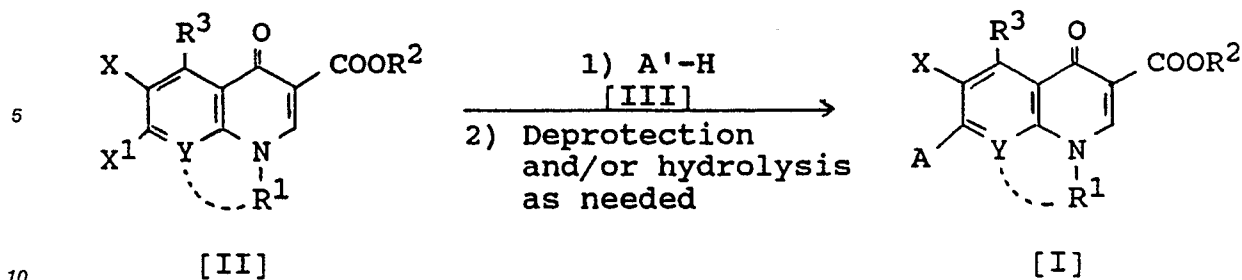 R³ O R³ O
X COOR² 1) A'-H X COOR²
[III]
5 2) Deprotection
X¹ Y N and/or hydrolysis A Y N
R¹ as needed R¹
[II] [I]
10